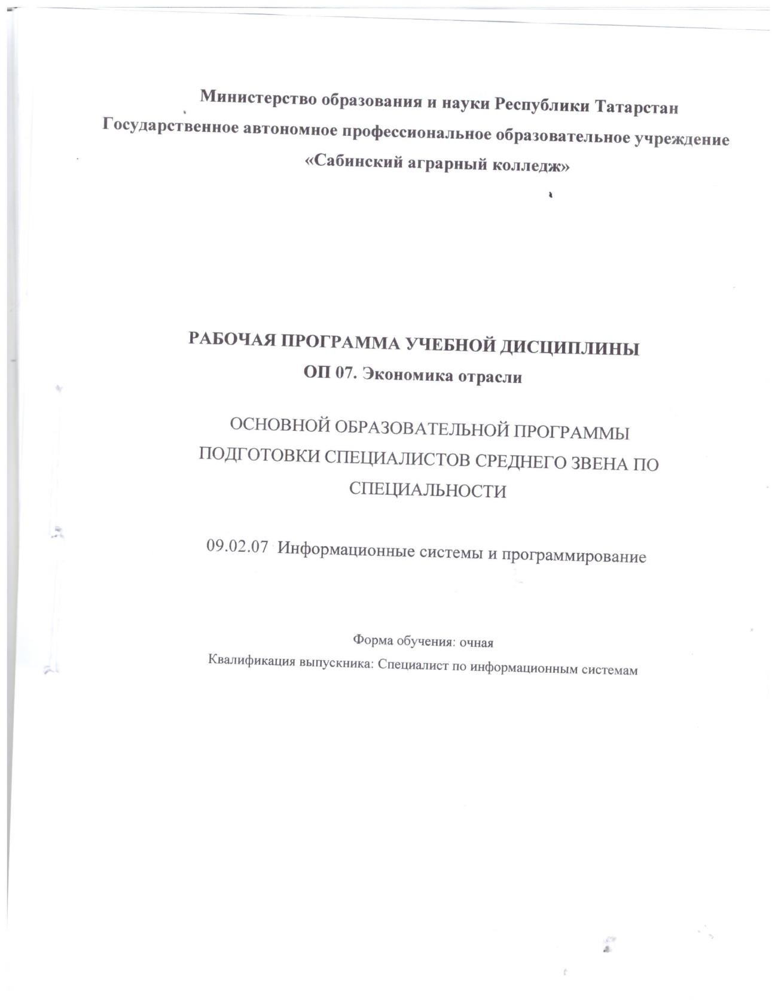 Министерство образования и науки Республики Татарстан
Государственное автономное профессиональное образовательное учреждение
«Сабинский аграрный колледж»
РАБОЧАЯ ПРОГРАММА УЧЕБНОЙ ДИСЦИПЛИНЫ
ОП 07. Экономика отрасли
ОСНОВНОЙ ОБРАЗОВАТЕЛЬНОЙ ПРОГРАММЫ
ПОДГОТОВКИ СПЕЦИАЛИСТОВ СРЕДНЕГО ЗВЕНА ПО
СПЕЦИАЛЬНОСТИ
09.02.07 Информационные системы и программирование
Форма обучения: очная
Квалификация выпускника: Специалист по информационным системам